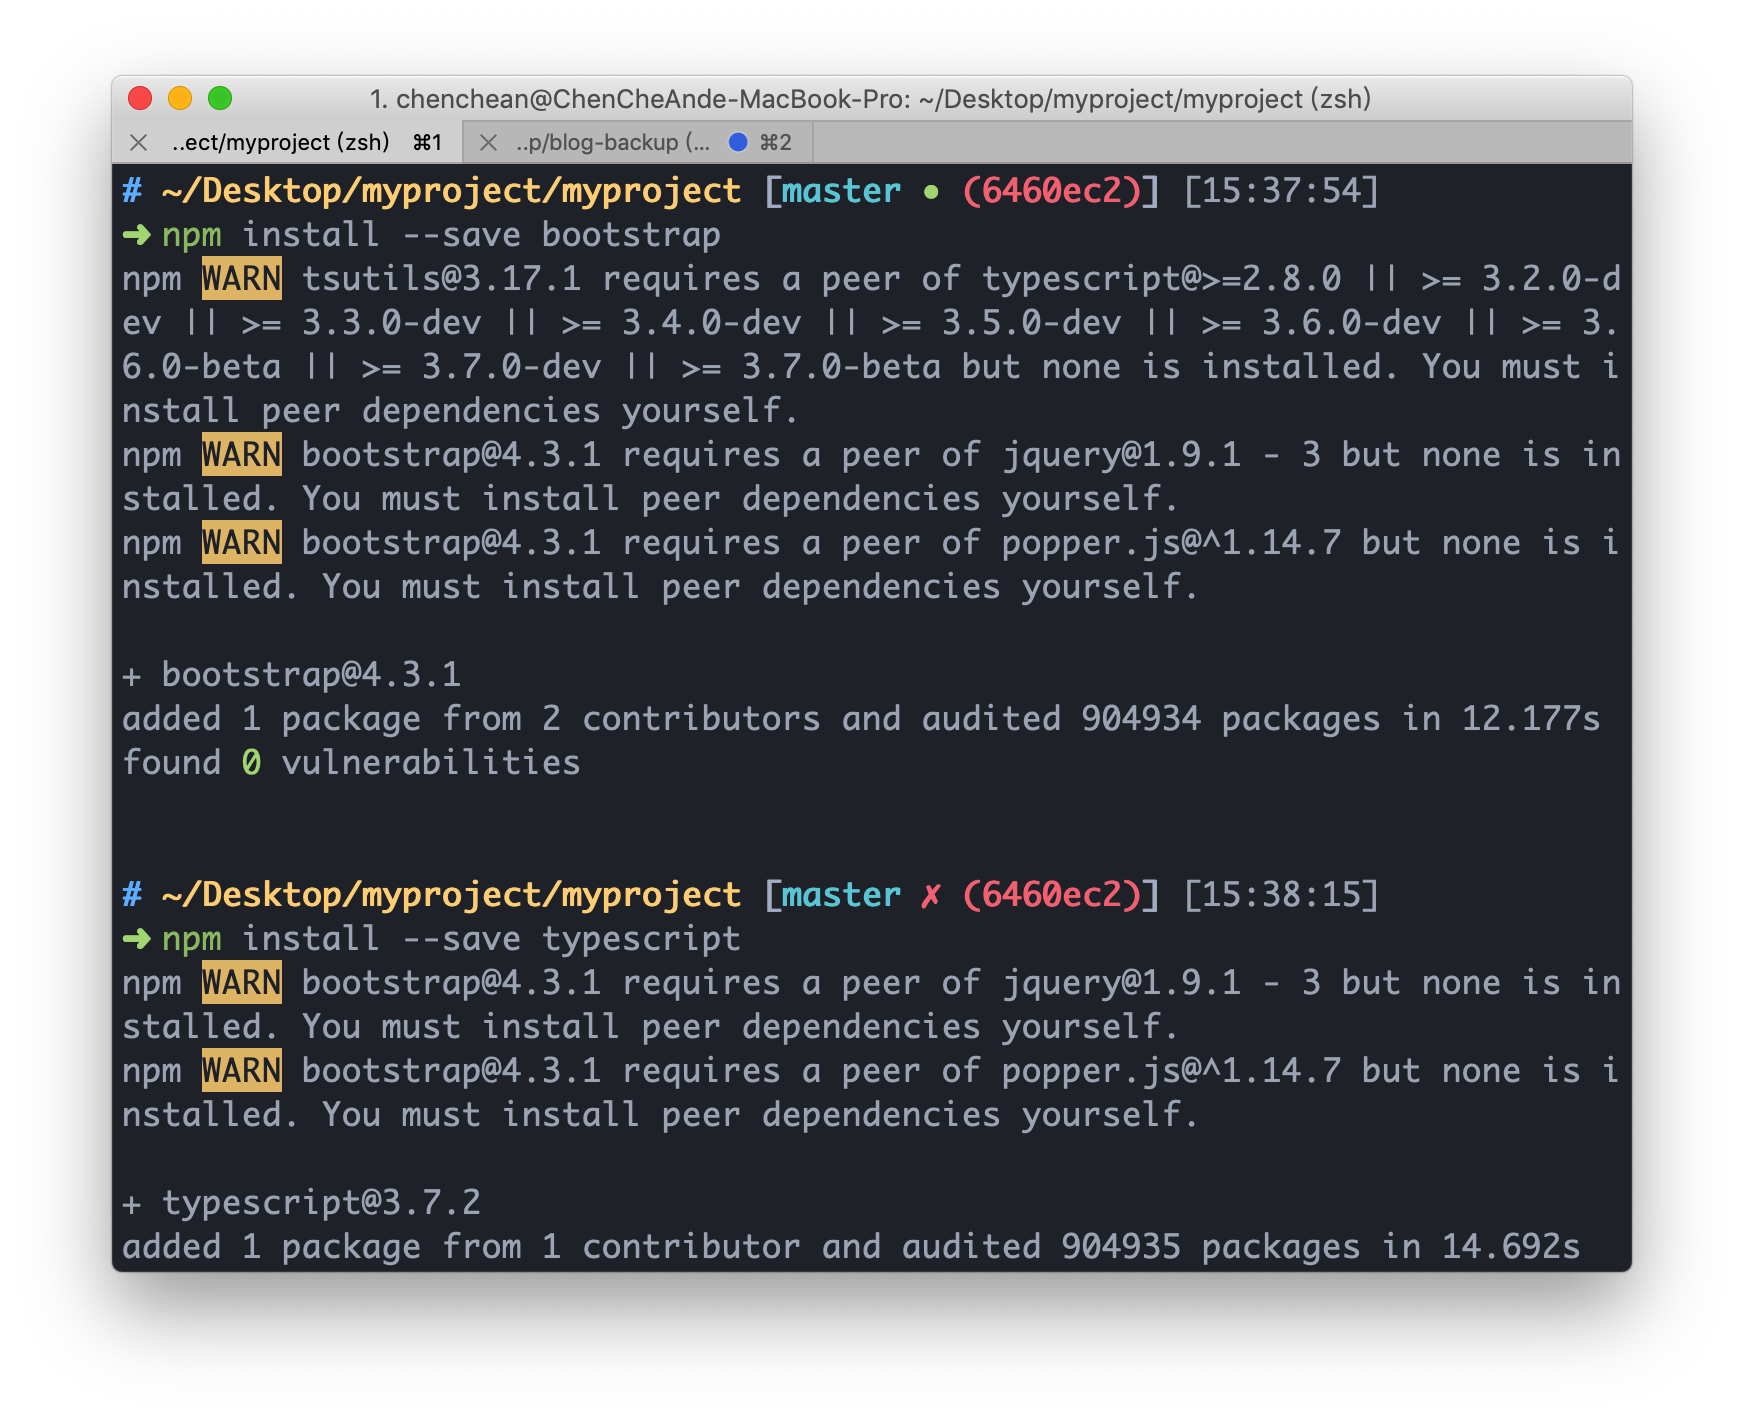 1. chenchean@ChenCheAnde-MacBook-Pro: ~/Desktop/myproject/myproject (zsh)
..ect/myproject (zsh) ⌘1 ..p/blog-backup (... ⌘2
# ~/Desktop/myproject/myproject [master • (6460ec2)] [15:37:54]
➜ npm install --save bootstrap
npm WARN tsutils@3.17.1 requires a peer of typescript@>=2.8.0 || >= 3.2.0-d
ev || >= 3.3.0-dev || >= 3.4.0-dev || >= 3.5.0-dev || >= 3.6.0-dev || >= 3.
6.0-beta || >= 3.7.0-dev || >= 3.7.0-beta but none is installed. You must i
nstall peer dependencies yourself.
npm WARN bootstrap@4.3.1 requires a peer of jquery@1.9.1 - 3 but none is in
stalled. You must install peer dependencies yourself.
npm WARN bootstrap@4.3.1 requires a peer of popper.js@^1.14.7 but none is i
nstalled. You must install peer dependencies yourself.
+ bootstrap@4.3.1
added 1 package from 2 contributors and audited 904934 packages in 12.177s
found 0 vulnerabilities
# ~/Desktop/myproject/myproject [master ✗ (6460ec2)] [15:38:15]
➜ npm install --save typescript
npm WARN bootstrap@4.3.1 requires a peer of jquery@1.9.1 - 3 but none is in
stalled. You must install peer dependencies yourself.
npm WARN bootstrap@4.3.1 requires a peer of popper.js@^1.14.7 but none is i
nstalled. You must install peer dependencies yourself.
+ typescript@3.7.2
added 1 package from 1 contributor and audited 904935 packages in 14.692s